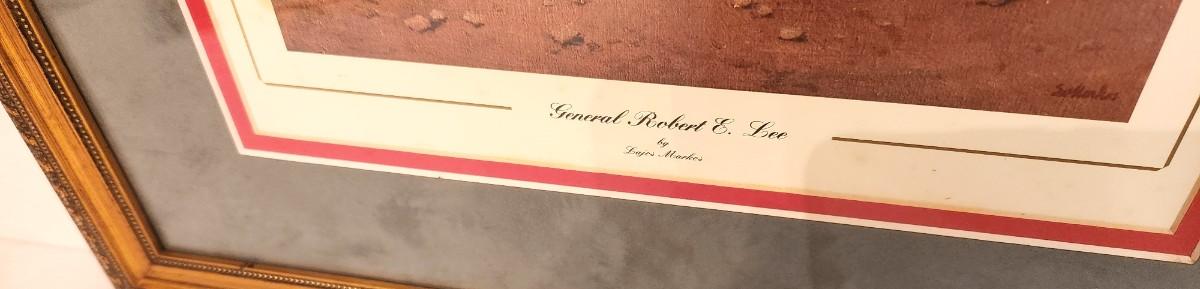 General Robert E. Lee
by
Lajos Markos